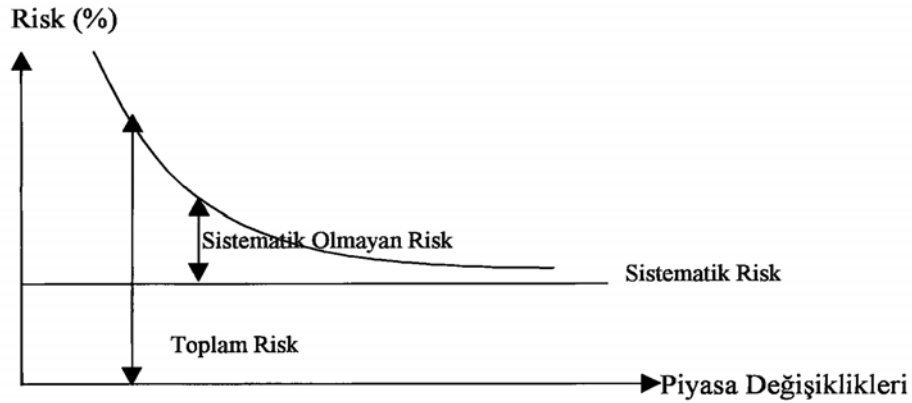 Risk (%)
Sistematik Olmayan Risk
Sistematik Risk
Toplam Risk
Piyasa Değişiklikleri